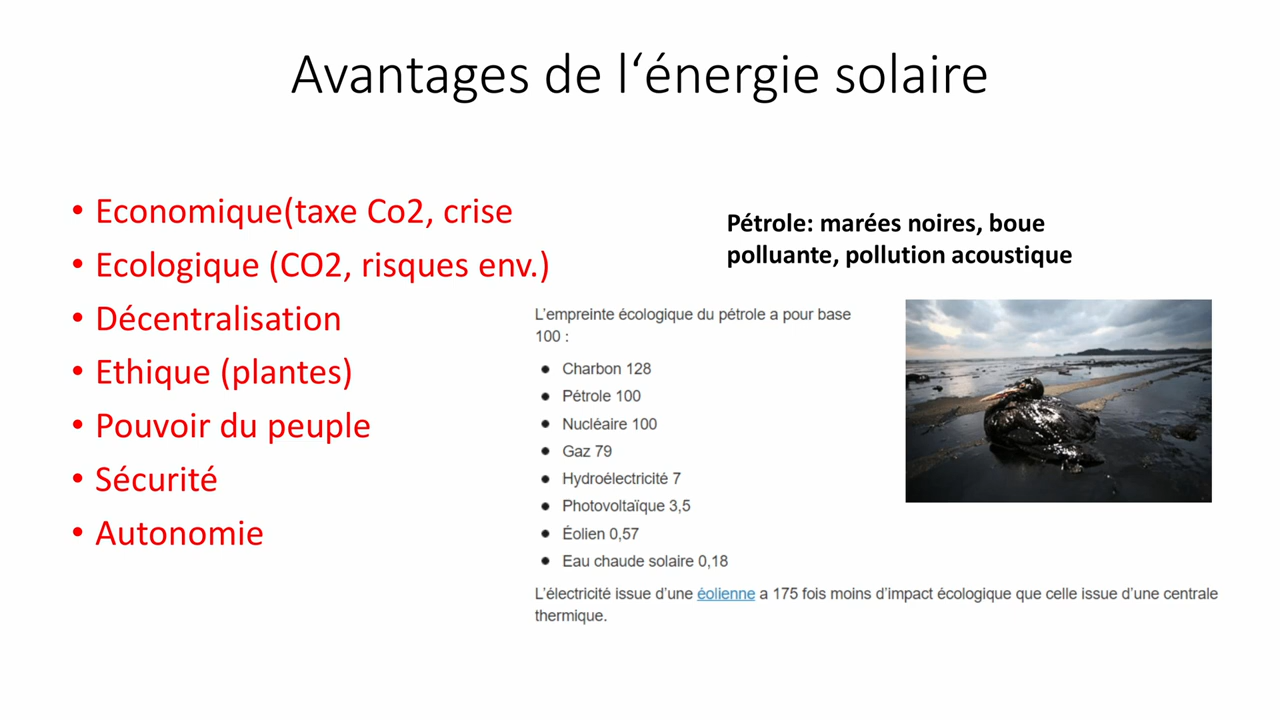 Avantages de l‘énergie solaire
• Economique(taxe Co2, crise
• Ecologique (CO2, risques env.)
• Décentralisation
• Ethique (plantes)
• Pouvoir du peuple
• Sécurité
• Autonomie
Pétrole: marées noires, boue
polluante, pollution acoustique
L’empreinte écologique du pétrole a pour base
100 :
• Charbon 128
• Pétrole 100
• Nucléaire 100
• Gaz 79
• Hydroélectricité 7
• Photovoltaïque 3,5
• Éolien 0,57
• Eau chaude solaire 0,18
L’électricité issue d’une éolienne a 175 fois moins d’impact écologique que celle issue d’une centrale
thermique.